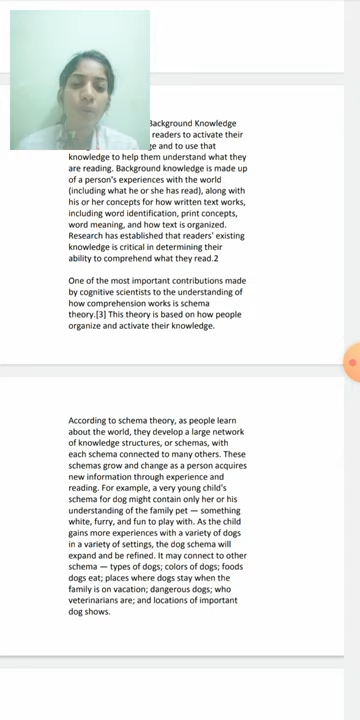 Background Knowledge
readers to activate their
ge and to use that
knowledge to help them understand what they
are reading. Background knowledge is made up
of a person's experiences with the world
(including what he or she has read), along with
his or her concepts for how written text works,
including word identification, print concepts,
word meaning, and how text is organized.
Research has established that readers' existing
knowledge is critical in determining their
ability to comprehend what they read.2
One of the most important contributions made
by cognitive scientists to the understanding of
how comprehension works is schema
theory.[3] This theory is based on how people
organize and activate their knowledge.
According to schema theory, as people learn
about the world, they develop a large network
of knowledge structures, or schemas, with
each schema connected to many others. These
schemas grow and change as a person acquires
new information through experience and
reading. For example, a very young child's
schema for dog might contain only her or his
understanding of the family pet — something
white, furry, and fun to play with. As the child
gains more experiences with a variety of dogs
in a variety of settings, the dog schema will
expand and be refined. It may connect to other
schema — types of dogs; colors of dogs; foods
dogs eat; places where dogs stay when the
family is on vacation; dangerous dogs; who
veterinarians are; and locations of important
dog shows.